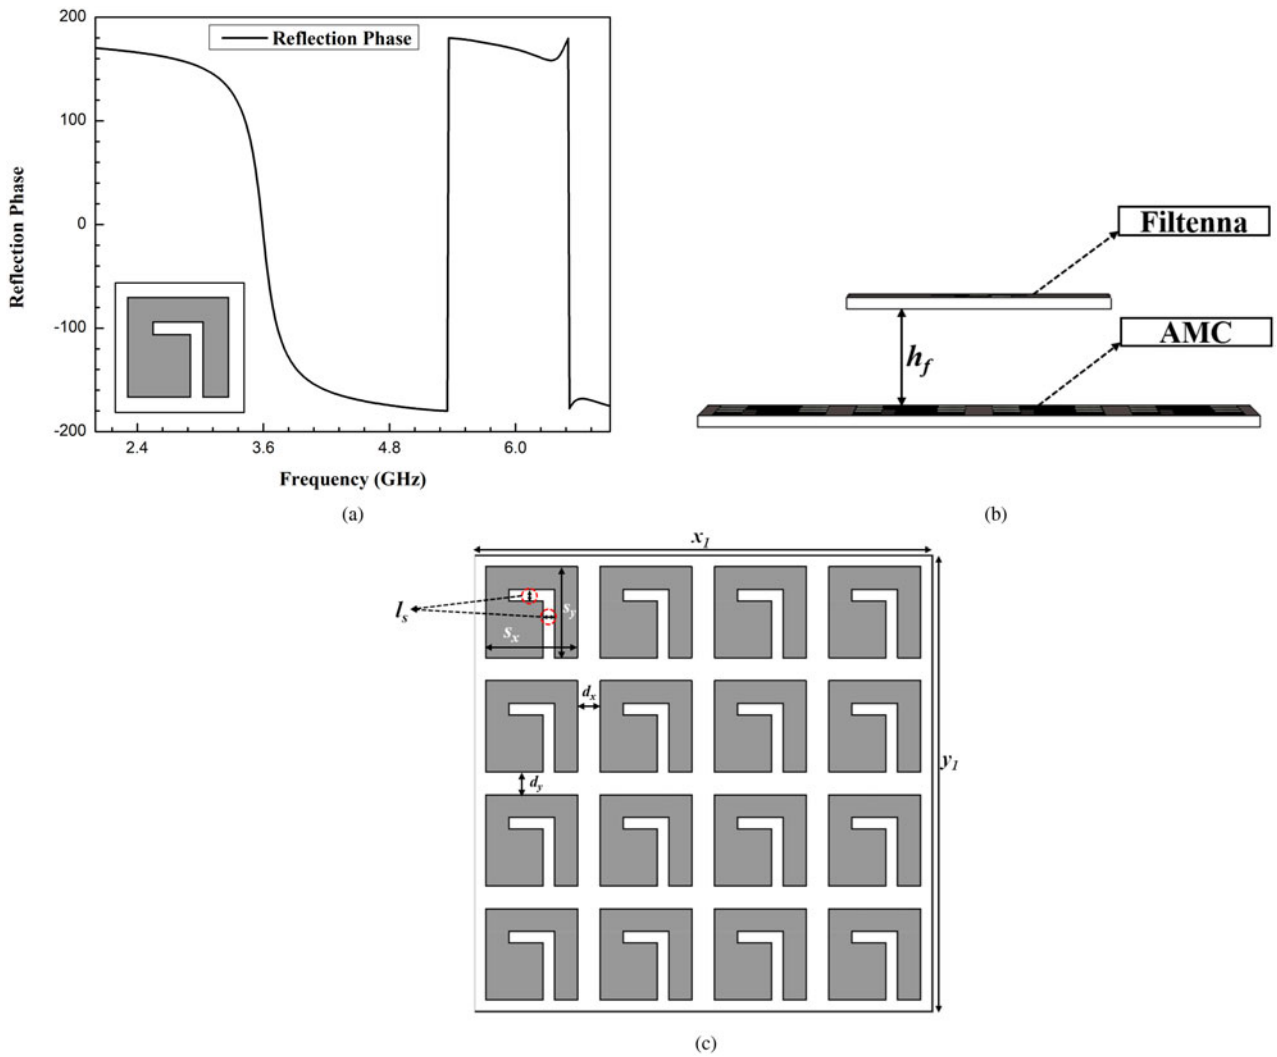 200
100
0
-100
-200
Reflection Phase
Reflection Phase
2.4
3.6
4.8
6.0
Frequency (GHz)
(a)
Filtenna
AMC
h_f
(b)
x_1
l_s
s_y
s_x
d_x
y_1
d_y
(c)